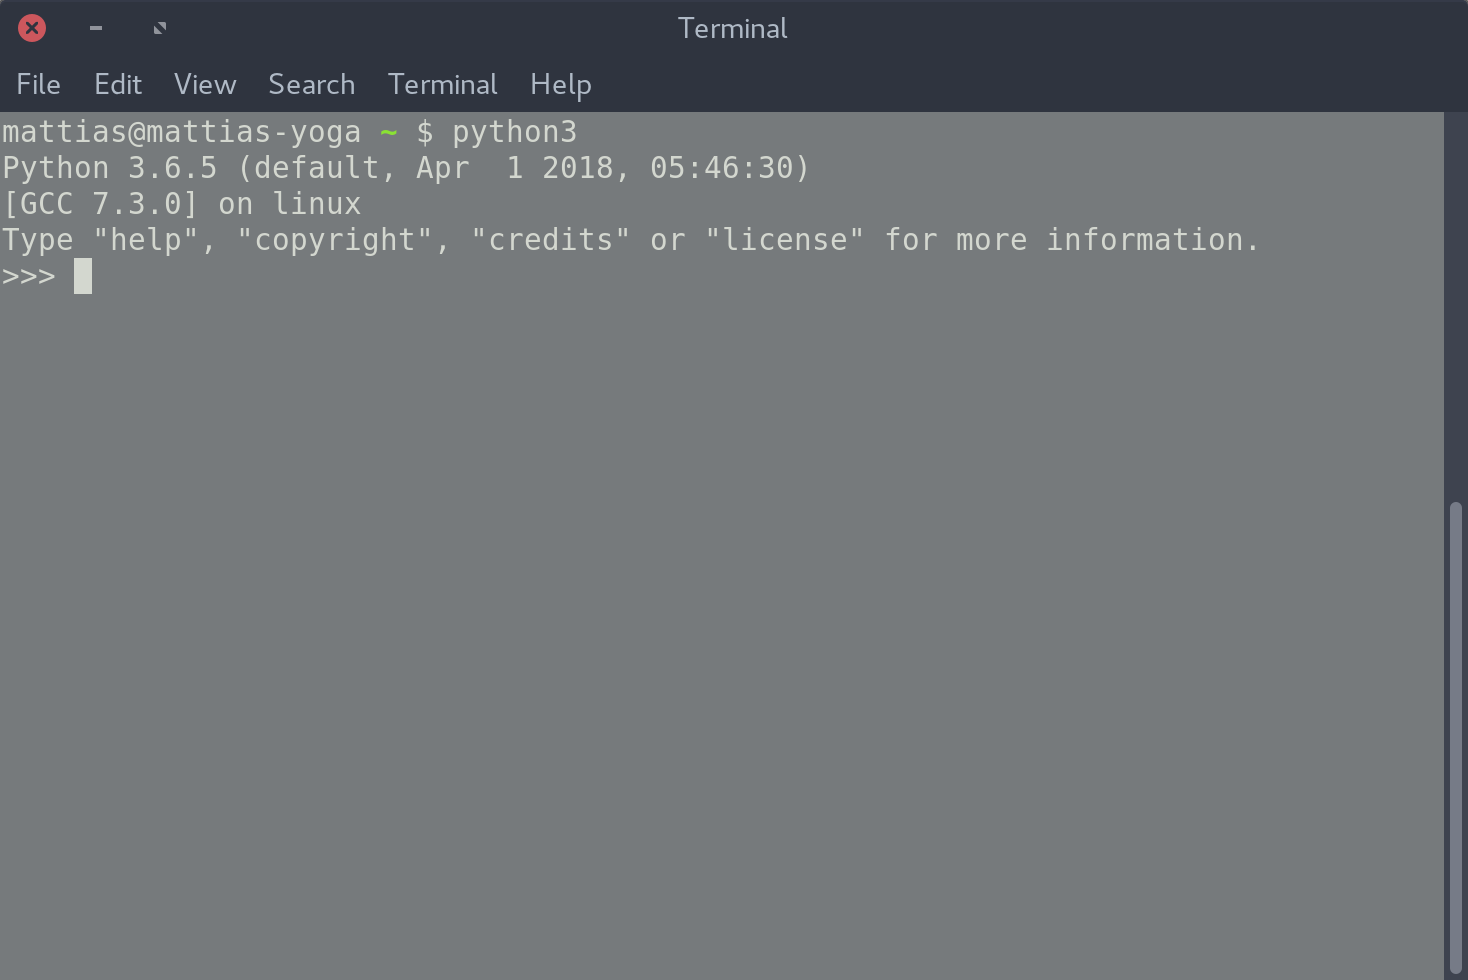 Terminal
File Edit View Search Terminal Help
mattias@mattias-yoga ~ $ python3
Python 3.6.5 (default, Apr  1 2018, 05:46:30)
[GCC 7.3.0] on linux
Type "help", "copyright", "credits" or "license" for more information.
>>>